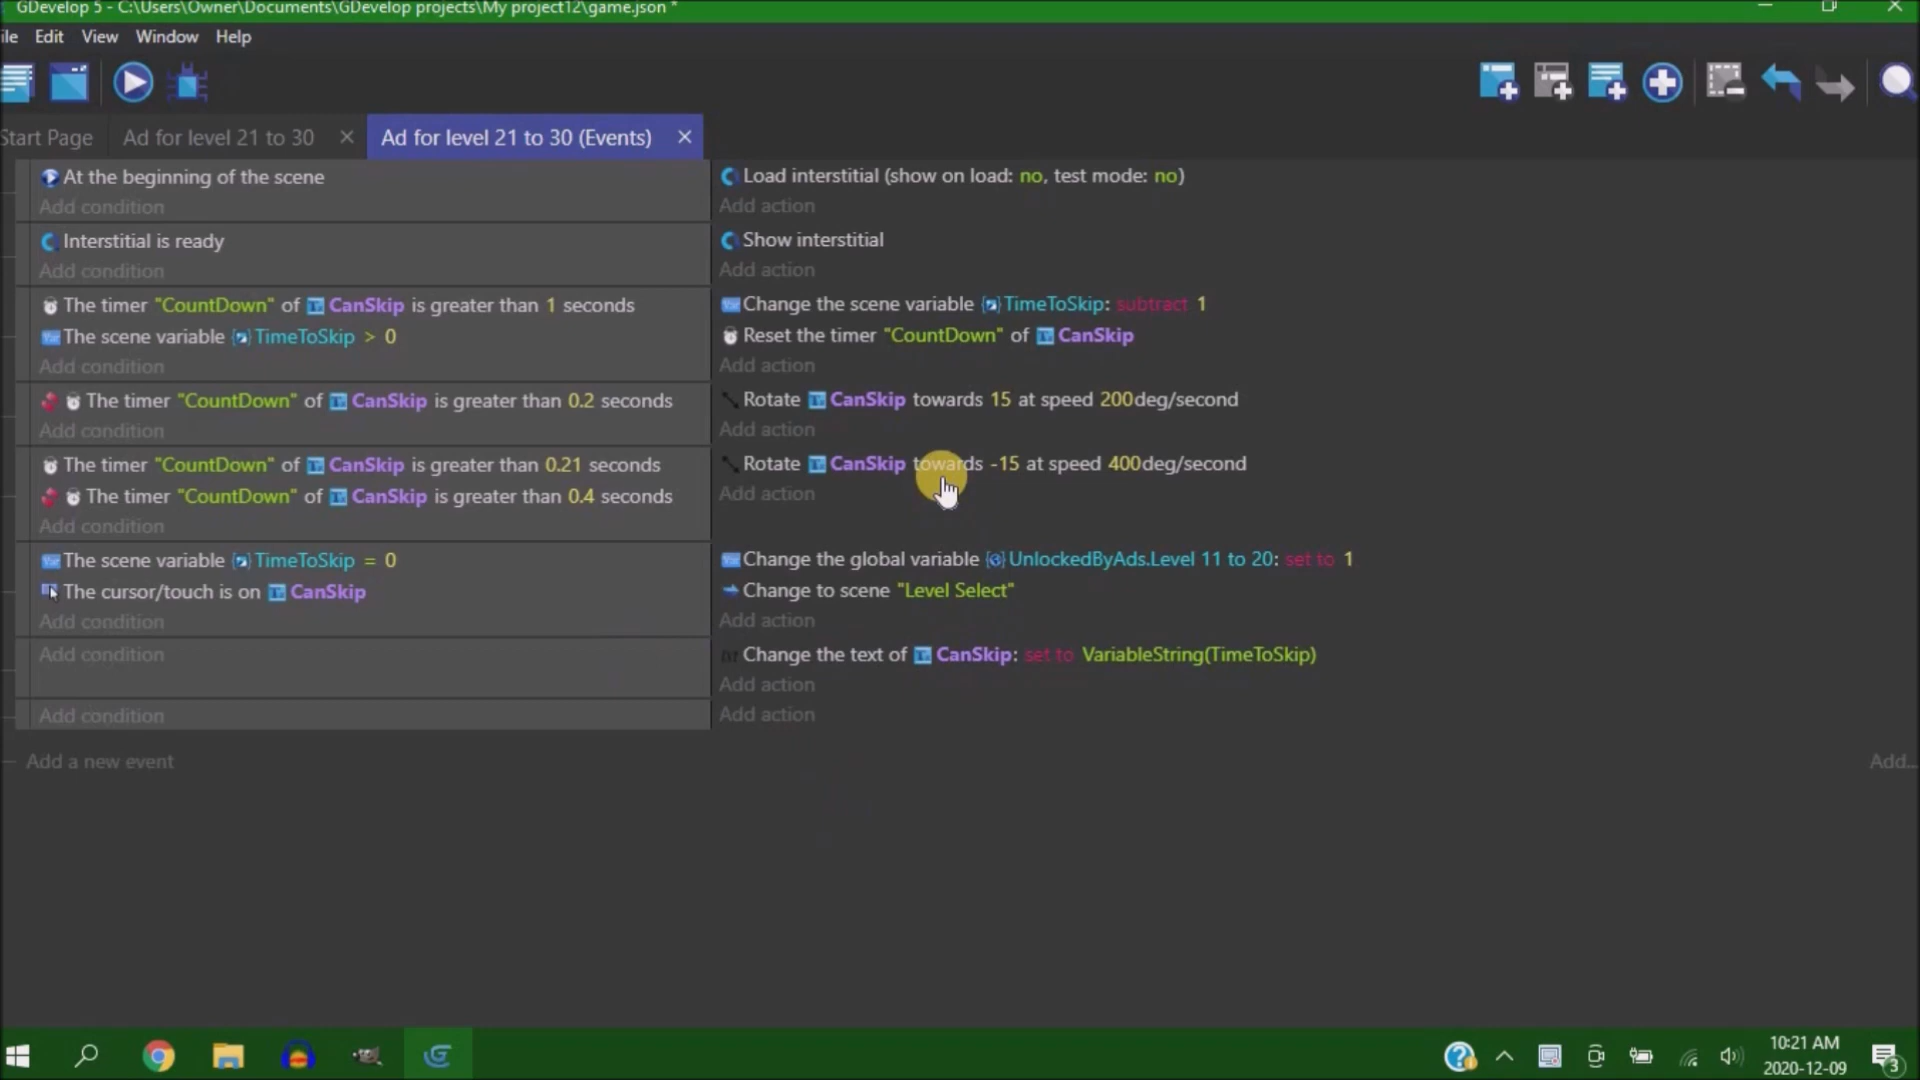 GDevelop 5 - C:\Users\Owner\Documents\GDevelop projects\My project12\game.json *
ile Edit View Window Help
Start Page Ad for level 21 to 30 Ad for level 21 to 30 (Events)
At the beginning of the scene
Load interstitial (show on load: no, test mode: no)
Add condition
Add action
Interstitial is ready
Show interstitial
Add condition
Add action
The timer "CountDown" of CanSkip is greater than 1 seconds
Change the scene variable TimeToSkip: subtract 1
The scene variable TimeToSkip > 0
Reset the timer "CountDown" of CanSkip
Add condition
Add action
The timer "CountDown" of CanSkip is greater than 0.2 seconds
Rotate CanSkip towards 15 at speed 200deg/second
Add condition
Add action
The timer "CountDown" of CanSkip is greater than 0.21 seconds
Rotate CanSkip towards -15 at speed 400deg/second
The timer "CountDown" of CanSkip is greater than 0.4 seconds
Add action
Add condition
The scene variable TimeToSkip = 0
Change the global variable UnlockedByAds.Level 11 to 20: set to 1
The cursor/touch is on CanSkip
Change to scene "Level Select"
Add condition
Add action
Add condition
Change the text of CanSkip: set to VariableString(TimeToSkip)
Add action
Add condition
Add action
Add a new event
Add...
10:21 AM
2020-12-09
3